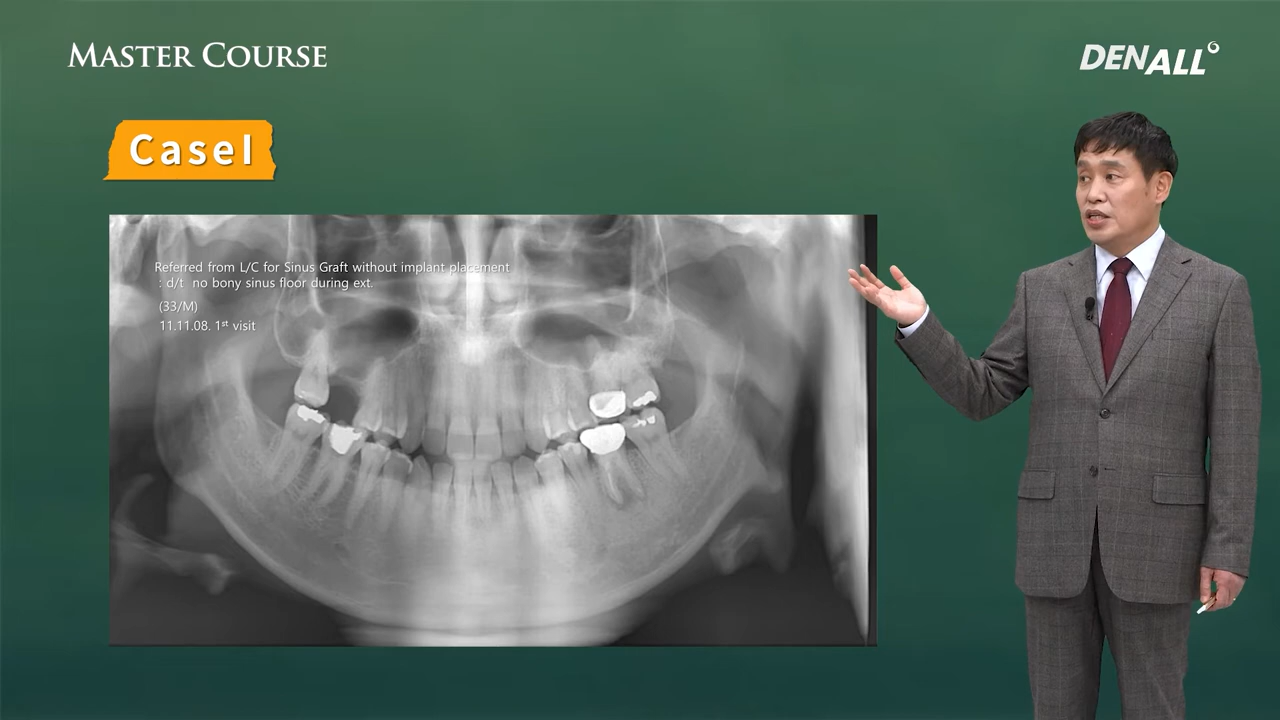 MASTER COURSE
DENALL
CaseI
Referred from L/C for Sinus Graft without implant placement
: d/t no bony sinus floor during ext.
(33/M)
11.11.08. 1st visit